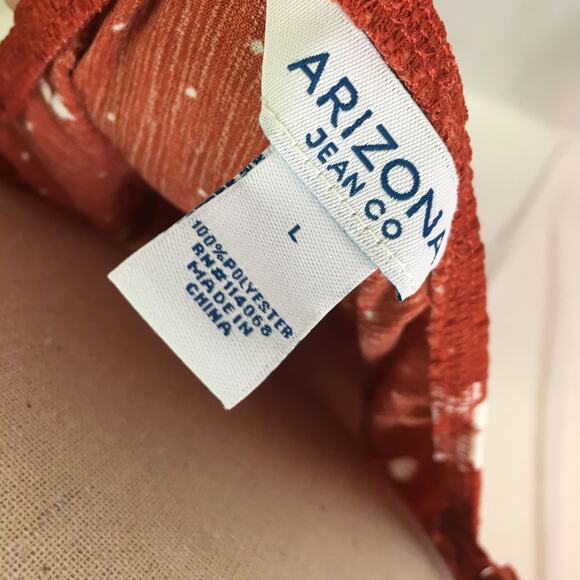 ARIZONA
JEAN CO
L
100%POLYESTER
RN#114068
MADE IN
CHINA